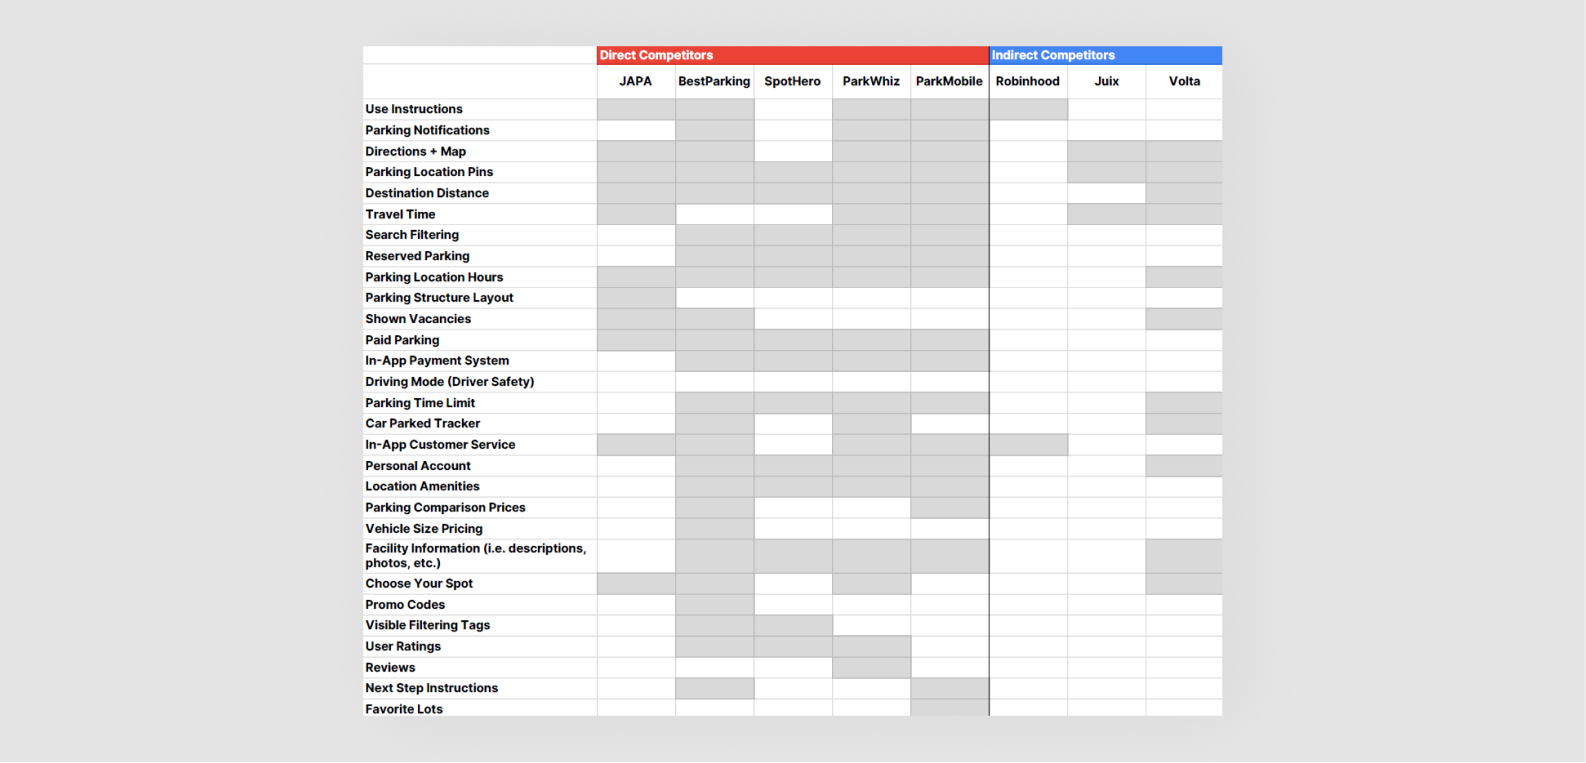 Direct Competitors Indirect Competitors
JAPA BestParking SpotHero ParkWhiz ParkMobile Robinhood Juix Volta
Use Instructions
Parking Notifications
Directions + Map
Parking Location Pins
Destination Distance
Travel Time
Search Filtering
Reserved Parking
Parking Location Hours
Parking Structure Layout
Shown Vacancies
Paid Parking
In-App Payment System
Driving Mode (Driver Safety)
Parking Time Limit
Car Parked Tracker
In-App Customer Service
Personal Account
Location Amenities
Parking Comparison Prices
Vehicle Size Pricing
Facility Information (i.e. descriptions,
photos, etc.)
Choose Your Spot
Promo Codes
Visible Filtering Tags
User Ratings
Reviews
Next Step Instructions
Favorite Lots